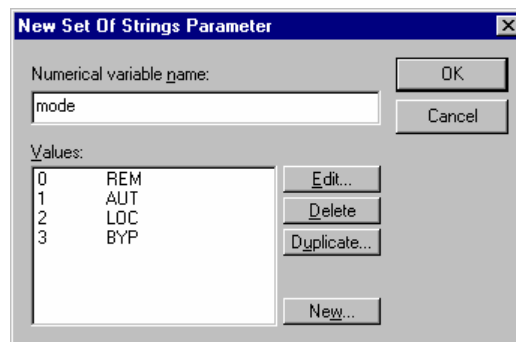 New Set Of Strings Parameter
Numerical variable name:
mode
OK
Cancel
Values:
0 REM
1 AUT
2 LOC
3 BYP
Edit...
Delete
Duplicate...
New...